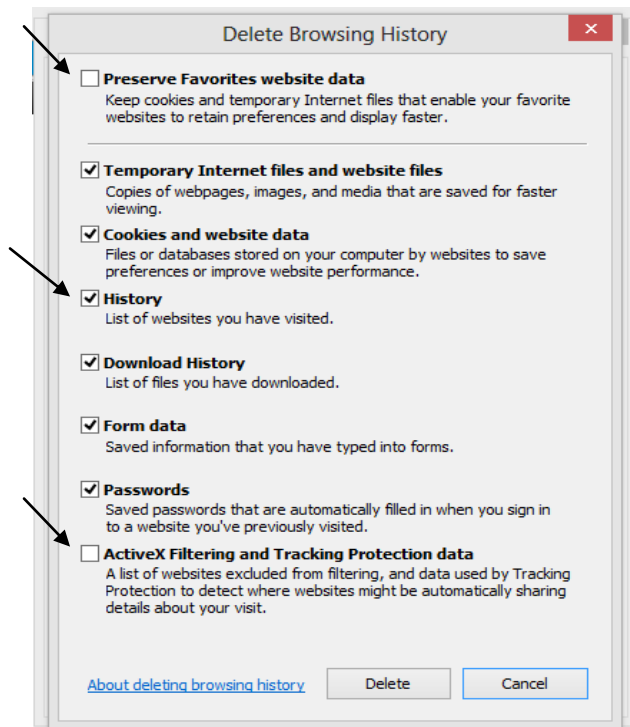 Delete Browsing History
Preserve Favorites website data
Keep cookies and temporary Internet files that enable your favorite
websites to retain preferences and display faster.
Temporary Internet files and website files
Copies of webpages, images, and media that are saved for faster
viewing.
Cookies and website data
Files or databases stored on your computer by websites to save
preferences or improve website performance.
History
List of websites you have visited.
Download History
List of files you have downloaded.
Form data
Saved information that you have typed into forms.
Passwords
Saved passwords that are automatically filled in when you sign in
to a website you've previously visited.
ActiveX Filtering and Tracking Protection data
A list of websites excluded from filtering, and data used by Tracking
Protection to detect where websites might be automatically sharing
details about your visit.
About deleting browsing history Delete Cancel